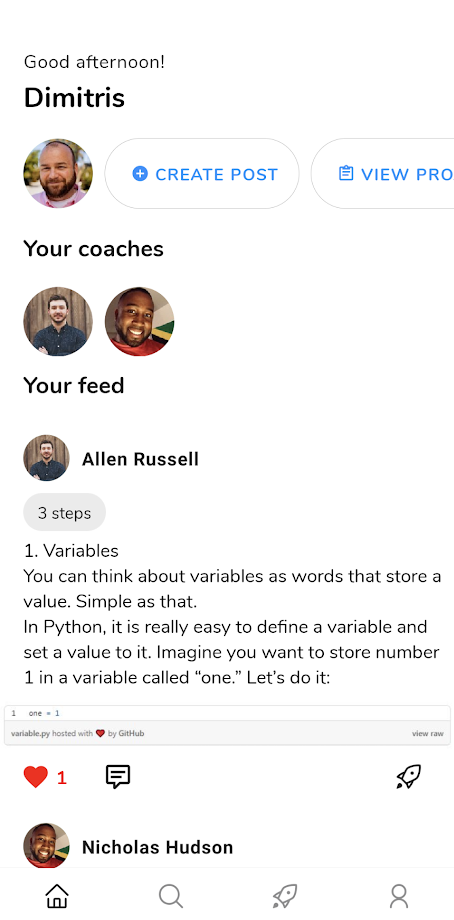 Good afternoon!
Dimitris
CREATE POST
VIEW PRO
Your coaches
Your feed
Allen Russell
3 steps
1. Variables
You can think about variables as words that store a
value. Simple as that.
In Python, it is really easy to define a variable and
set a value to it. Imagine you want to store number
1 in a variable called “one.” Let’s do it:
1 one = 1
variable.py hosted with ❤ by GitHub view raw
1
Nicholas Hudson